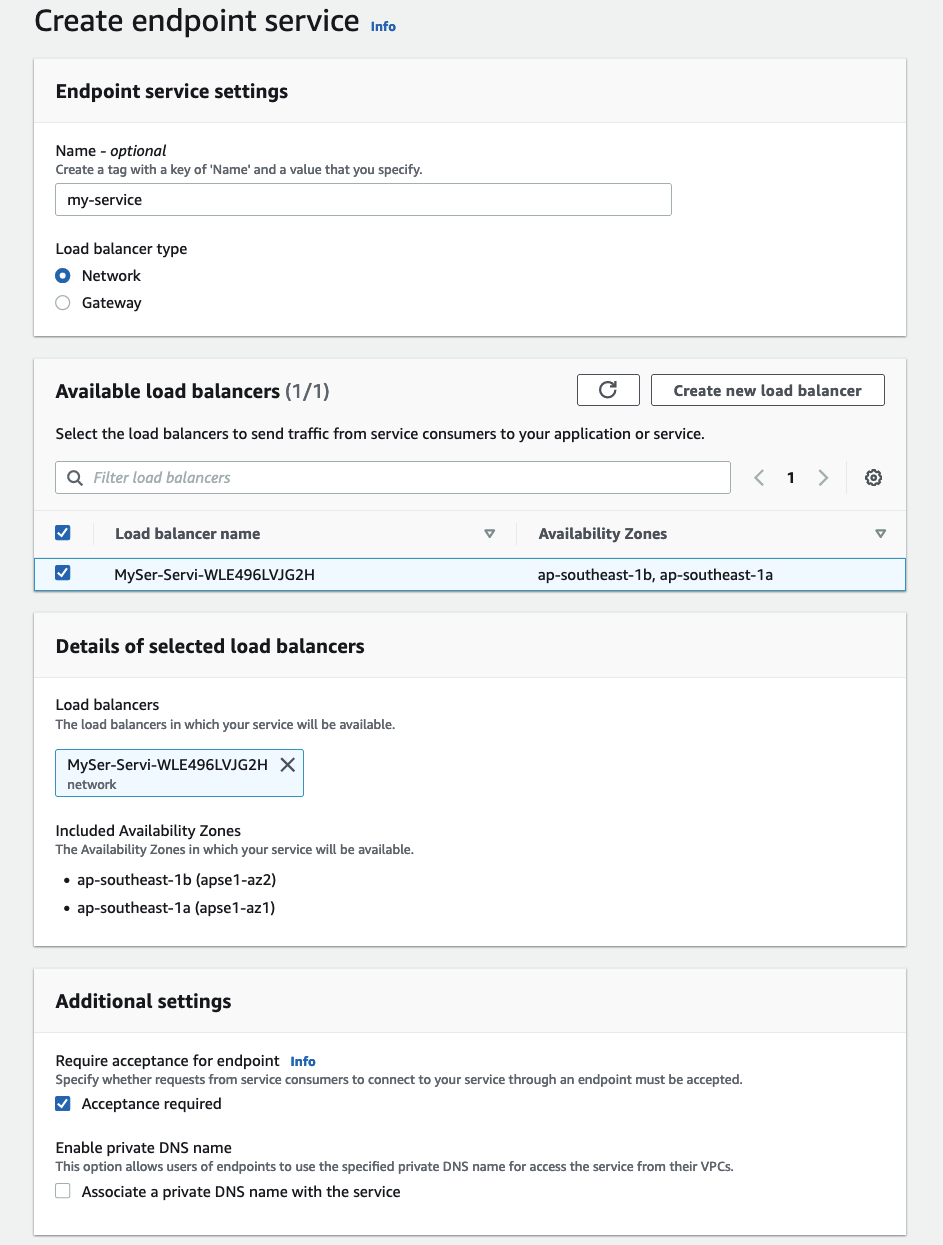 Create endpoint service Info
Endpoint service settings
Name - optional
Create a tag with a key of 'Name' and a value that you specify.
my-service
Load balancer type
Network
Gateway
Available load balancers (1/1)
Create new load balancer
Select the load balancers to send traffic from service consumers to your application or service.
Filter load balancers
1
Load balancer name
Availability Zones
MySer-Servi-WLE496LVJG2H
ap-southeast-1b, ap-southeast-1a
Details of selected load balancers
Load balancers
The load balancers in which your service will be available.
MySer-Servi-WLE496LVJG2H
network
Included Availability Zones
The Availability Zones in which your service will be available.
• ap-southeast-1b (apse1-az2)
• ap-southeast-1a (apse1-az1)
Additional settings
Require acceptance for endpoint Info
Specify whether requests from service consumers to connect to your service through an endpoint must be accepted.
Acceptance required
Enable private DNS name
This option allows users of endpoints to use the specified private DNS name for access the service from their VPCs.
Associate a private DNS name with the service